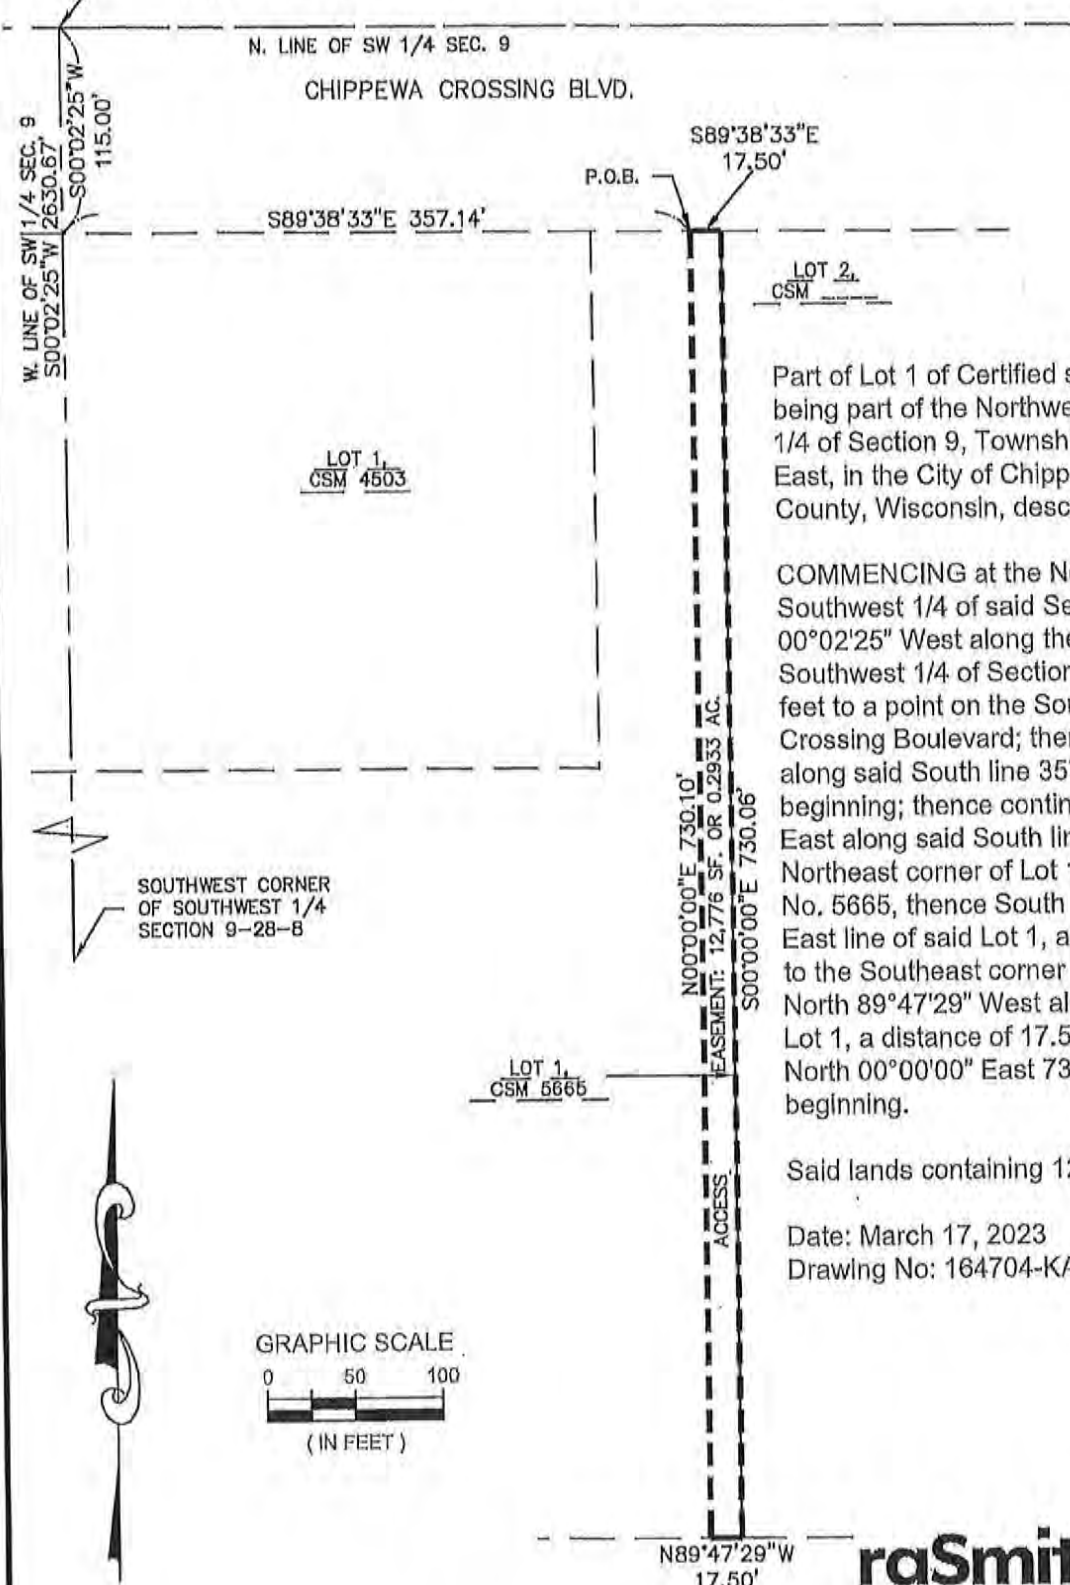 N. LINE OF SW 1/4 SEC. 9
CHIPPEWA CROSSING BLVD.
W. LINE OF SW 1/4 SEC. 9
S00°02'25"W 2630.67'
S00°02'25"W
115.00'
S89°38'33"E
17.50'
P.O.B.
S89°38'33"E 357.14'
LOT 2,
CSM ____
LOT 1,
CSM 4503
SOUTHWEST CORNER
OF SOUTHWEST 1/4
SECTION 9-28-8
N00°00'00"E 730.10'
ACCESS EASEMENT: 12,776 SF. OR 0.2933 AC.
S00°00'00"E 730.06'
LOT 1,
CSM 5665
GRAPHIC SCALE
0 50 100
( IN FEET )
N89°47'29"W
17.50'
Part of Lot 1 of Certified s
being part of the Northwe
1/4 of Section 9, Townsh
East, in the City of Chipp
County, Wisconsin, desc
COMMENCING at the N
Southwest 1/4 of said Se
00°02'25" West along the
Southwest 1/4 of Section
feet to a point on the Sou
Crossing Boulevard; ther
along said South line 35
beginning; thence contin
East along said South lin
Northeast corner of Lot 1
No. 5665, thence South
East line of said Lot 1, a
to the Southeast corner
North 89°47'29" West al
Lot 1, a distance of 17.5
North 00°00'00" East 73
beginning.
Said lands containing 12
Date: March 17, 2023
Drawing No: 164704-KA
raSmit